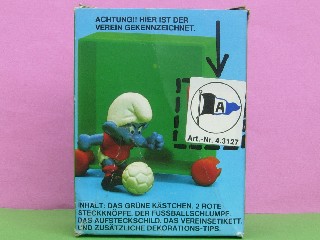 ACHTUNG!! HIER IST DER
VEREIN GEKENNZEICHNET.
A
Art.-Nr. 4.3127
INHALT: DAS GRÜNE KÄSTCHEN. 2 ROTE
STECKKNÖPFE. DER FUSSBALLSCHLUMPF.
DAS AUFSTECKSCHILD. DAS VEREINSETIKETT.
UND ZUSÄTZLICHE DEKORATIONS-TIPS.